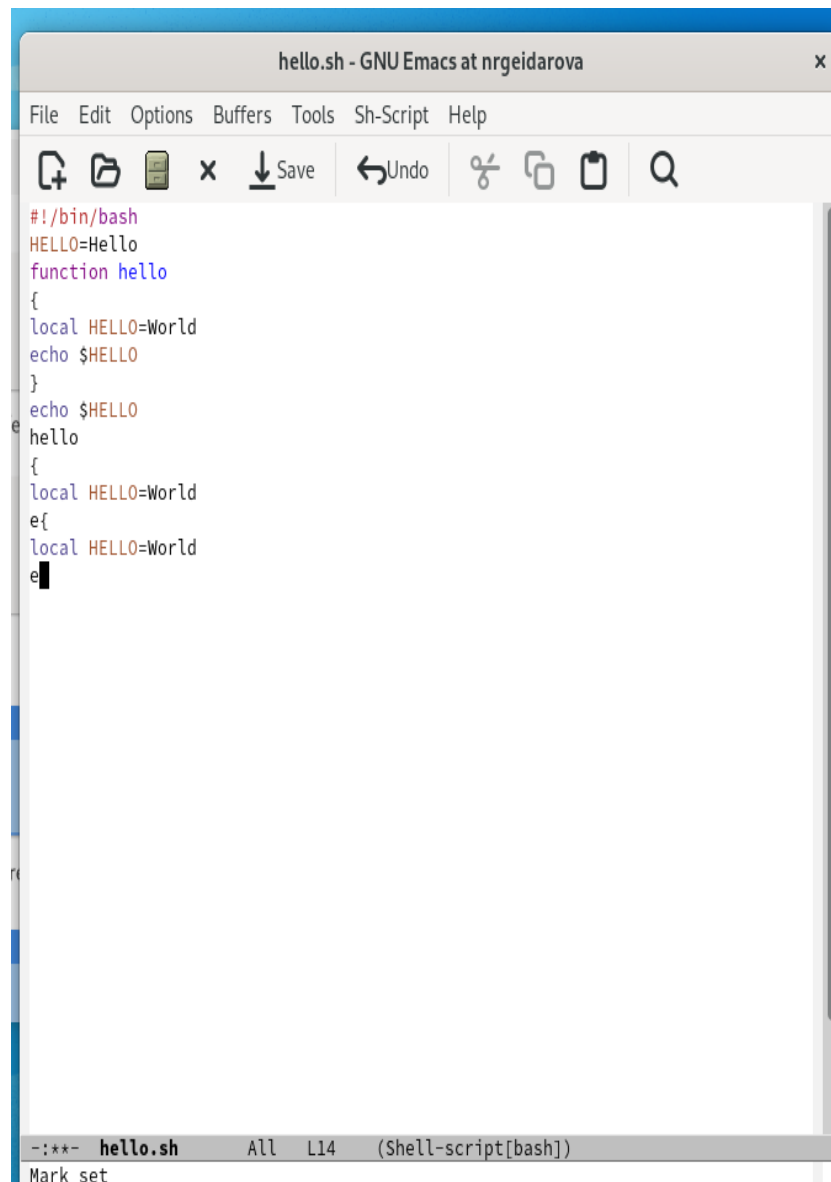 hello.sh - GNU Emacs at nrgeidarova x
File Edit Options Buffers Tools Sh-Script Help
Save Undo
#!/bin/bash
HELLO=Hello
function hello
{
local HELLO=World
echo $HELLO
}
echo $HELLO
hello
{
local HELLO=World
e{
local HELLO=World
e
-:**- hello.sh All L14 (Shell-script[bash])
Mark set